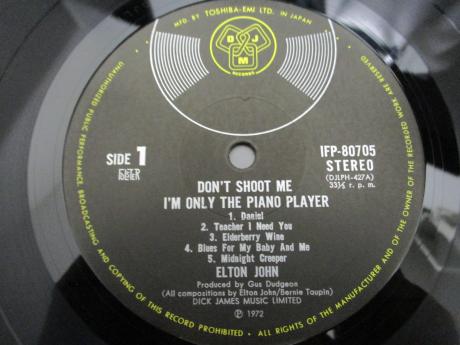 MFD. BY TOSHIBA-EMI LTD. IN JAPAN
D J M
RECORDS
UNAUTHORIZED PUBLIC PERFORMANCE, BROADCASTING AND COPYING OF THIS RECORD PROHIBITED • ALL RIGHTS OF THE MANUFACTURER AND OF THE OWNER OF THE RECORDED WORK ARE RESERVED
SIDE 1
IFP-80705
STEREO
(DJLPH-427A)
33⅓ r. p. m.
DON'T SHOOT ME
I'M ONLY THE PIANO PLAYER
1. Daniel
2. Teacher I Need You
3. Elderberry Wine
4. Blues For My Baby And Me
5. Midnight Creeper
ELTON JOHN
Produced by Gus Dudgeon
(All compositions by Elton John/Bernie Taupin)
DICK JAMES MUSIC LIMITED
Ⓟ 1972